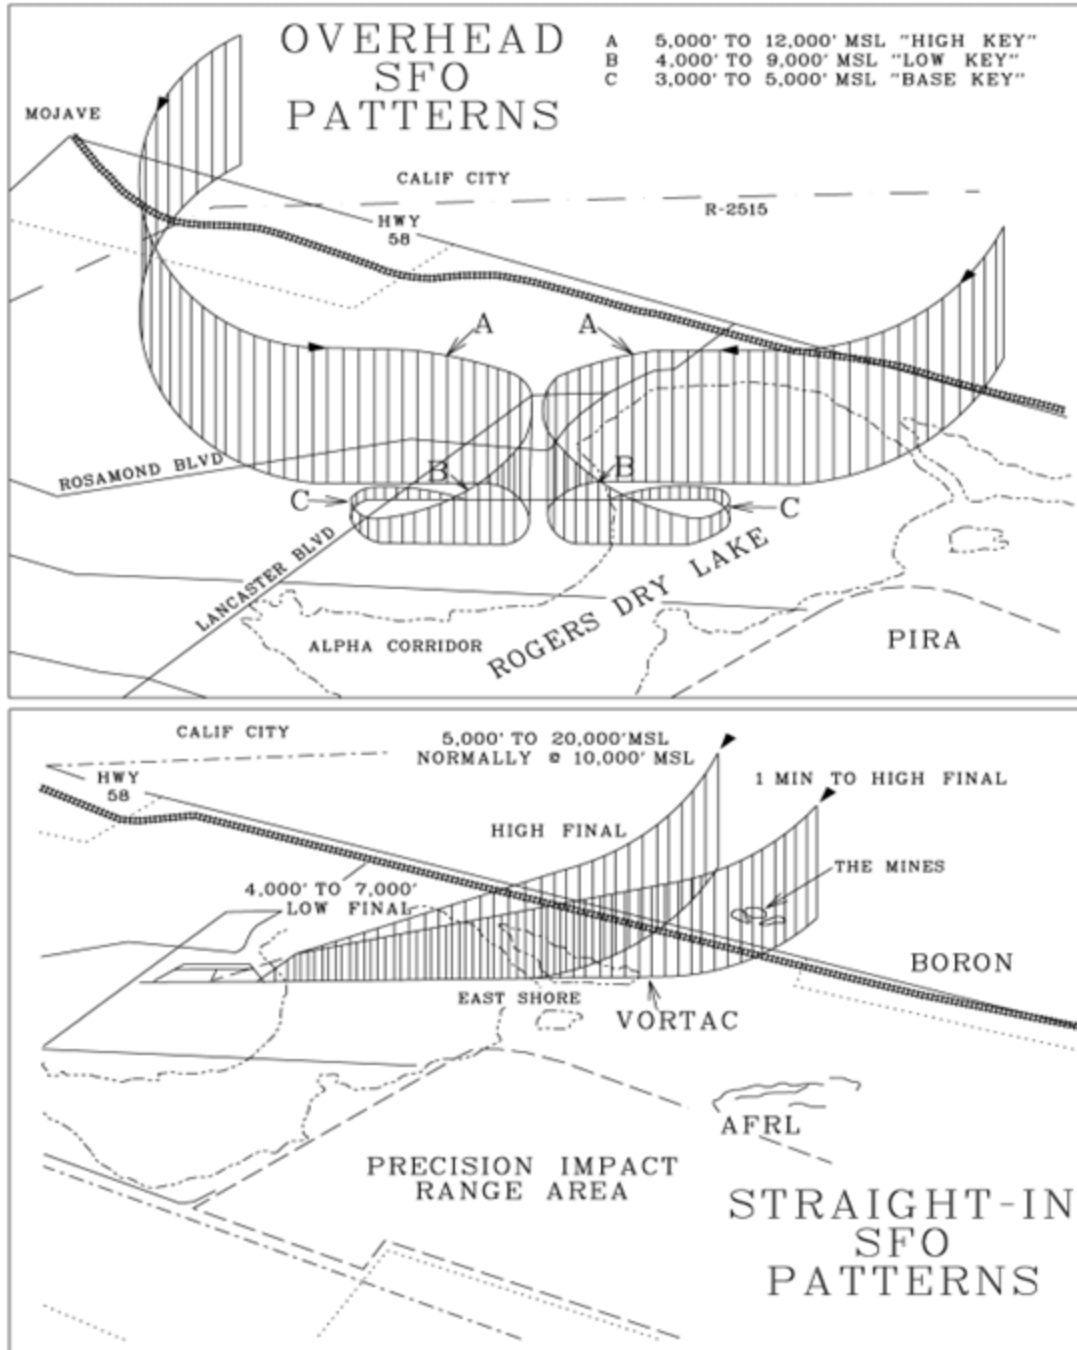 OVERHEAD
SFO
PATTERNS
A 5,000' TO 12,000' MSL "HIGH KEY"
B 4,000' TO 9,000' MSL "LOW KEY"
C 3,000' TO 5,000' MSL "BASE KEY"
MOJAVE
CALIF CITY
R-2515
HWY
58
A
A
ROSAMOND BLVD
B
B
C
C
LANCASTER BLVD
ROGERS DRY LAKE
ALPHA CORRIDOR
PIRA
CALIF CITY
5,000' TO 20,000'MSL
NORMALLY @ 10,000' MSL
HWY
58
1 MIN TO HIGH FINAL
HIGH FINAL
THE MINES
4,000' TO 7,000'
LOW FINAL
BORON
EAST SHORE
VORTAC
AFRL
PRECISION IMPACT
RANGE AREA
STRAIGHT-IN
SFO
PATTERNS